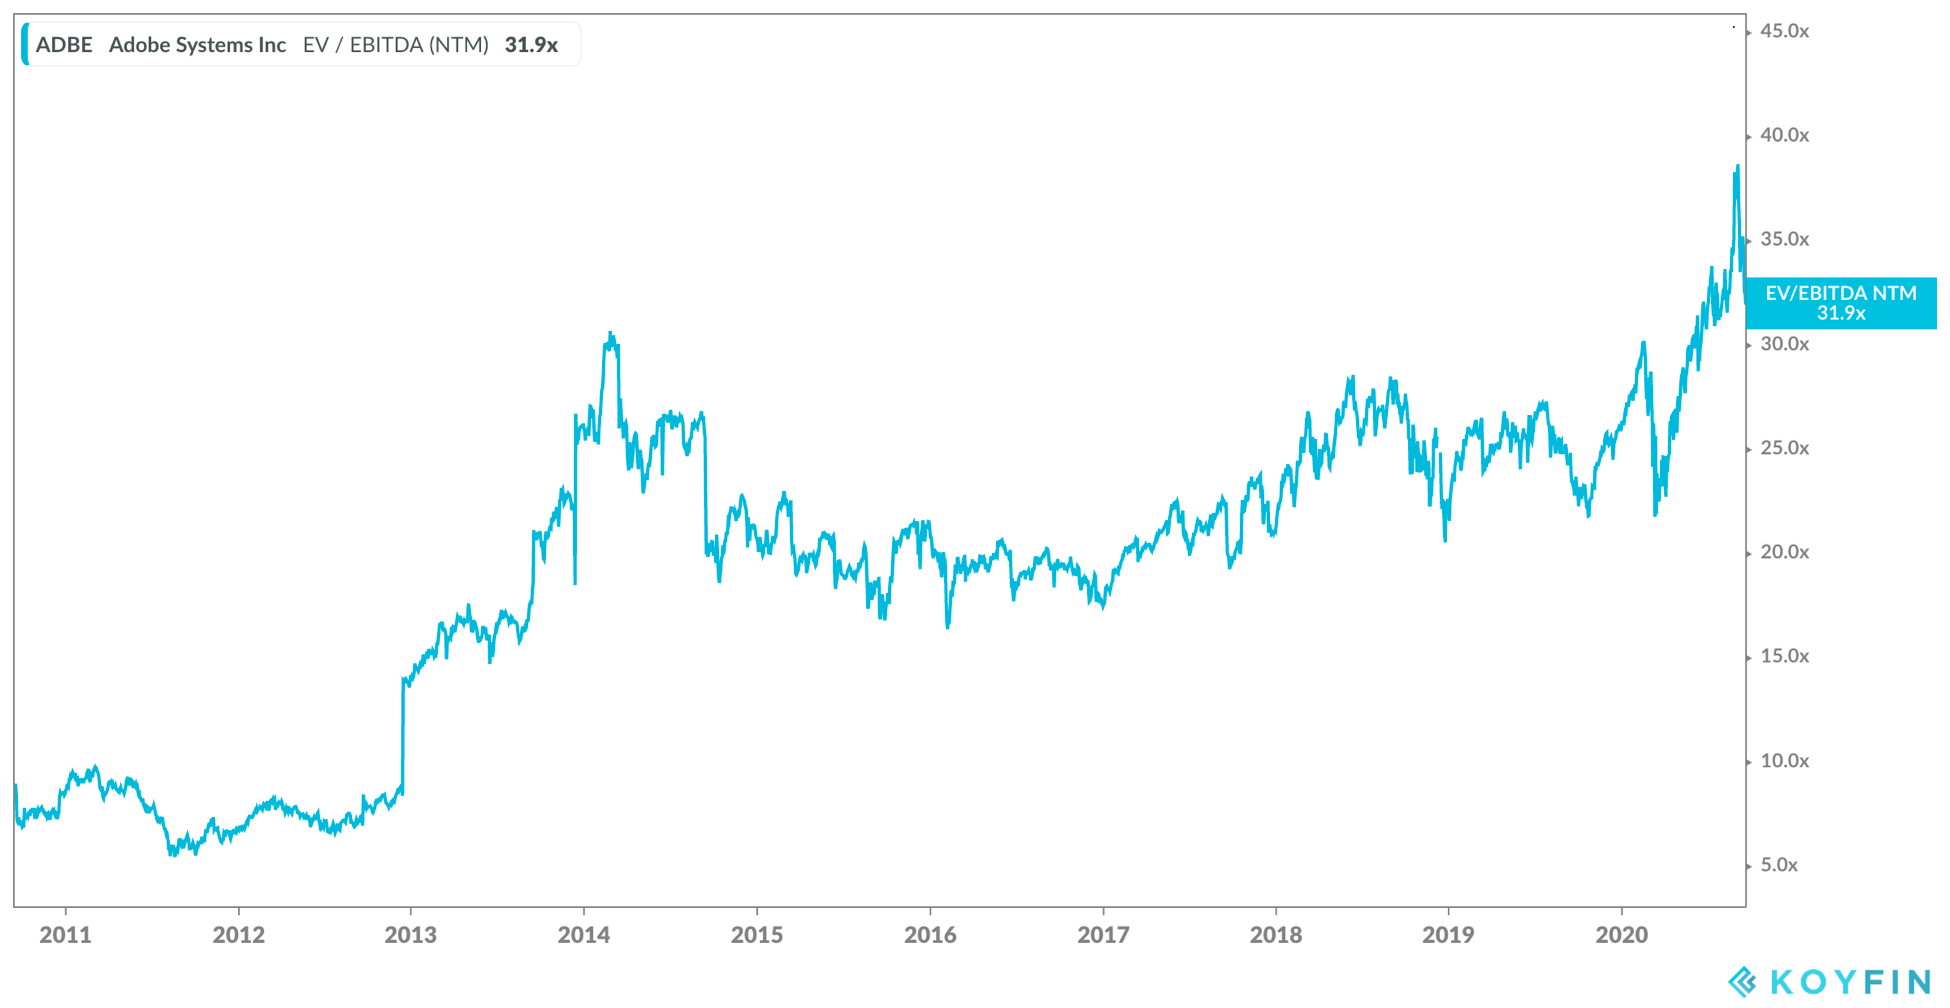 ADBE Adobe Systems Inc EV / EBITDA (NTM) 31.9x
45.0x
40.0x
35.0x
EV/EBITDA NTM
31.9x
30.0x
25.0x
20.0x
15.0x
10.0x
5.0x
2011 2012 2013 2014 2015 2016 2017 2018 2019 2020
KOYFIN